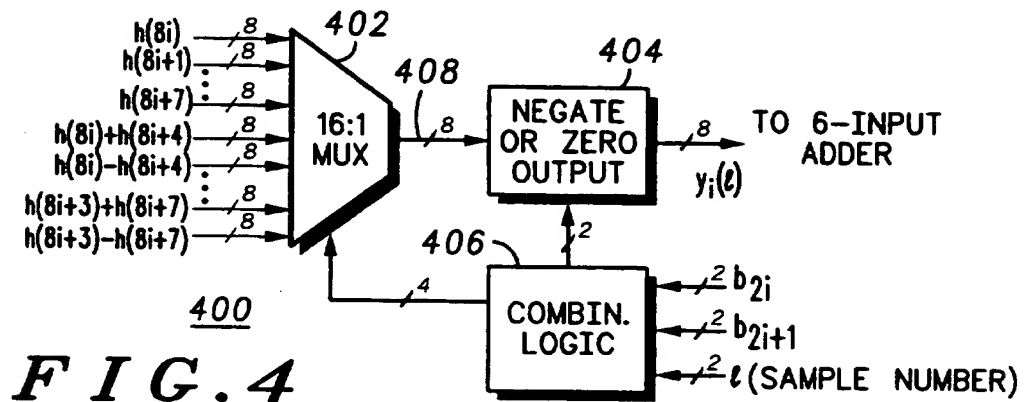 h(8i) 8
h(8i+1) 8
h(8i+7) 8
h(8i)+h(8i+4) 8
h(8i)-h(8i+4) 8
h(8i+3)+h(8i+7) 8
h(8i+3)-h(8i+7) 8
402
16:1
MUX
408
8
404
NEGATE
OR ZERO
OUTPUT
8
yᵢ(ℓ)
TO 6-INPUT
ADDER
2
406
4
COMBIN.
LOGIC
2 b₂ᵢ
2 b₂ᵢ₊₁
2 ℓ (SAMPLE NUMBER)
400
FIG.4